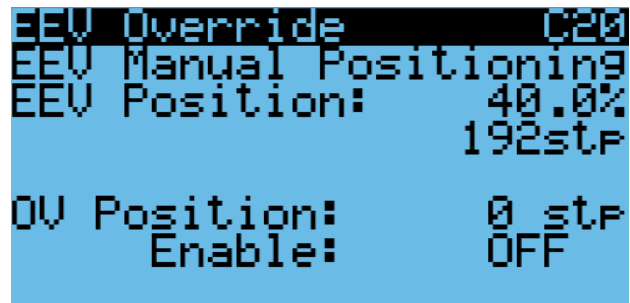 EEV Override C20
EEV Manual Positioning
EEV Position: 40.0%
192stp
OV Position: 0 stp
Enable: OFF